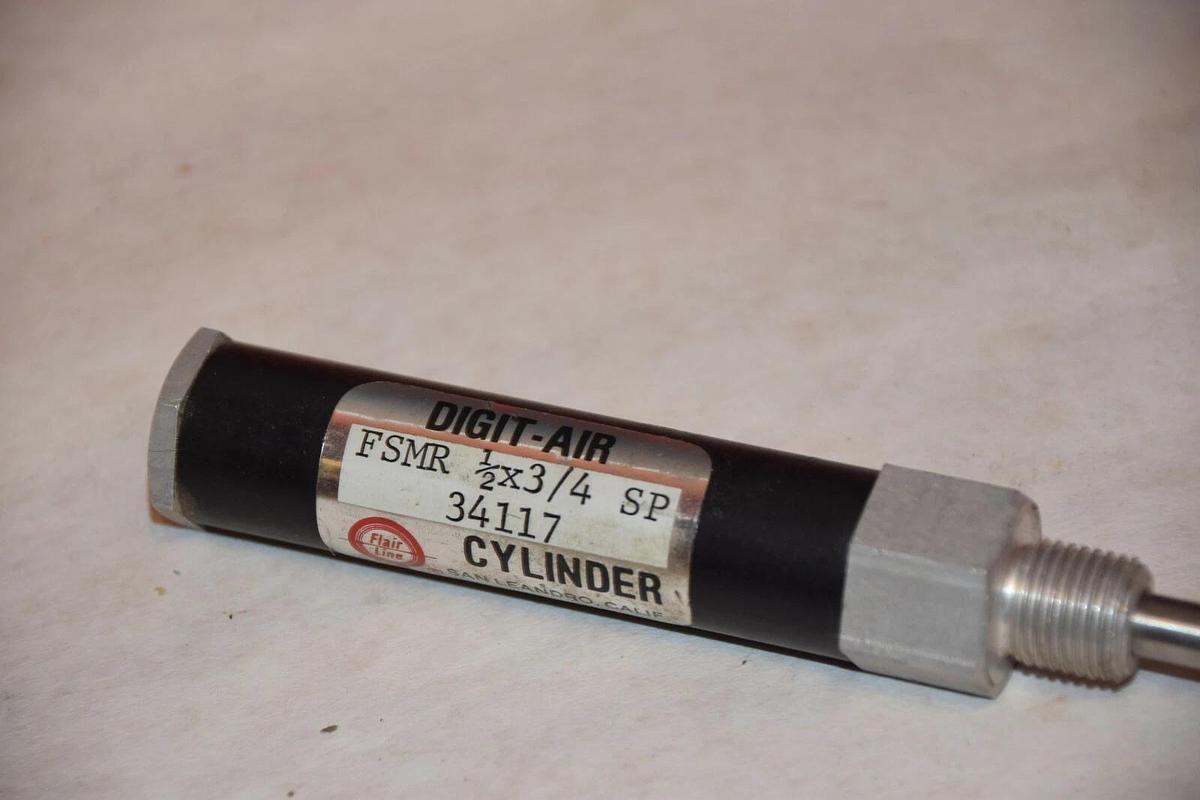 DIGIT-AIR
FSMR ½x3/4 SP
34117
Flair
Line
CYLINDER
SAN LEANDRO, CALIF.